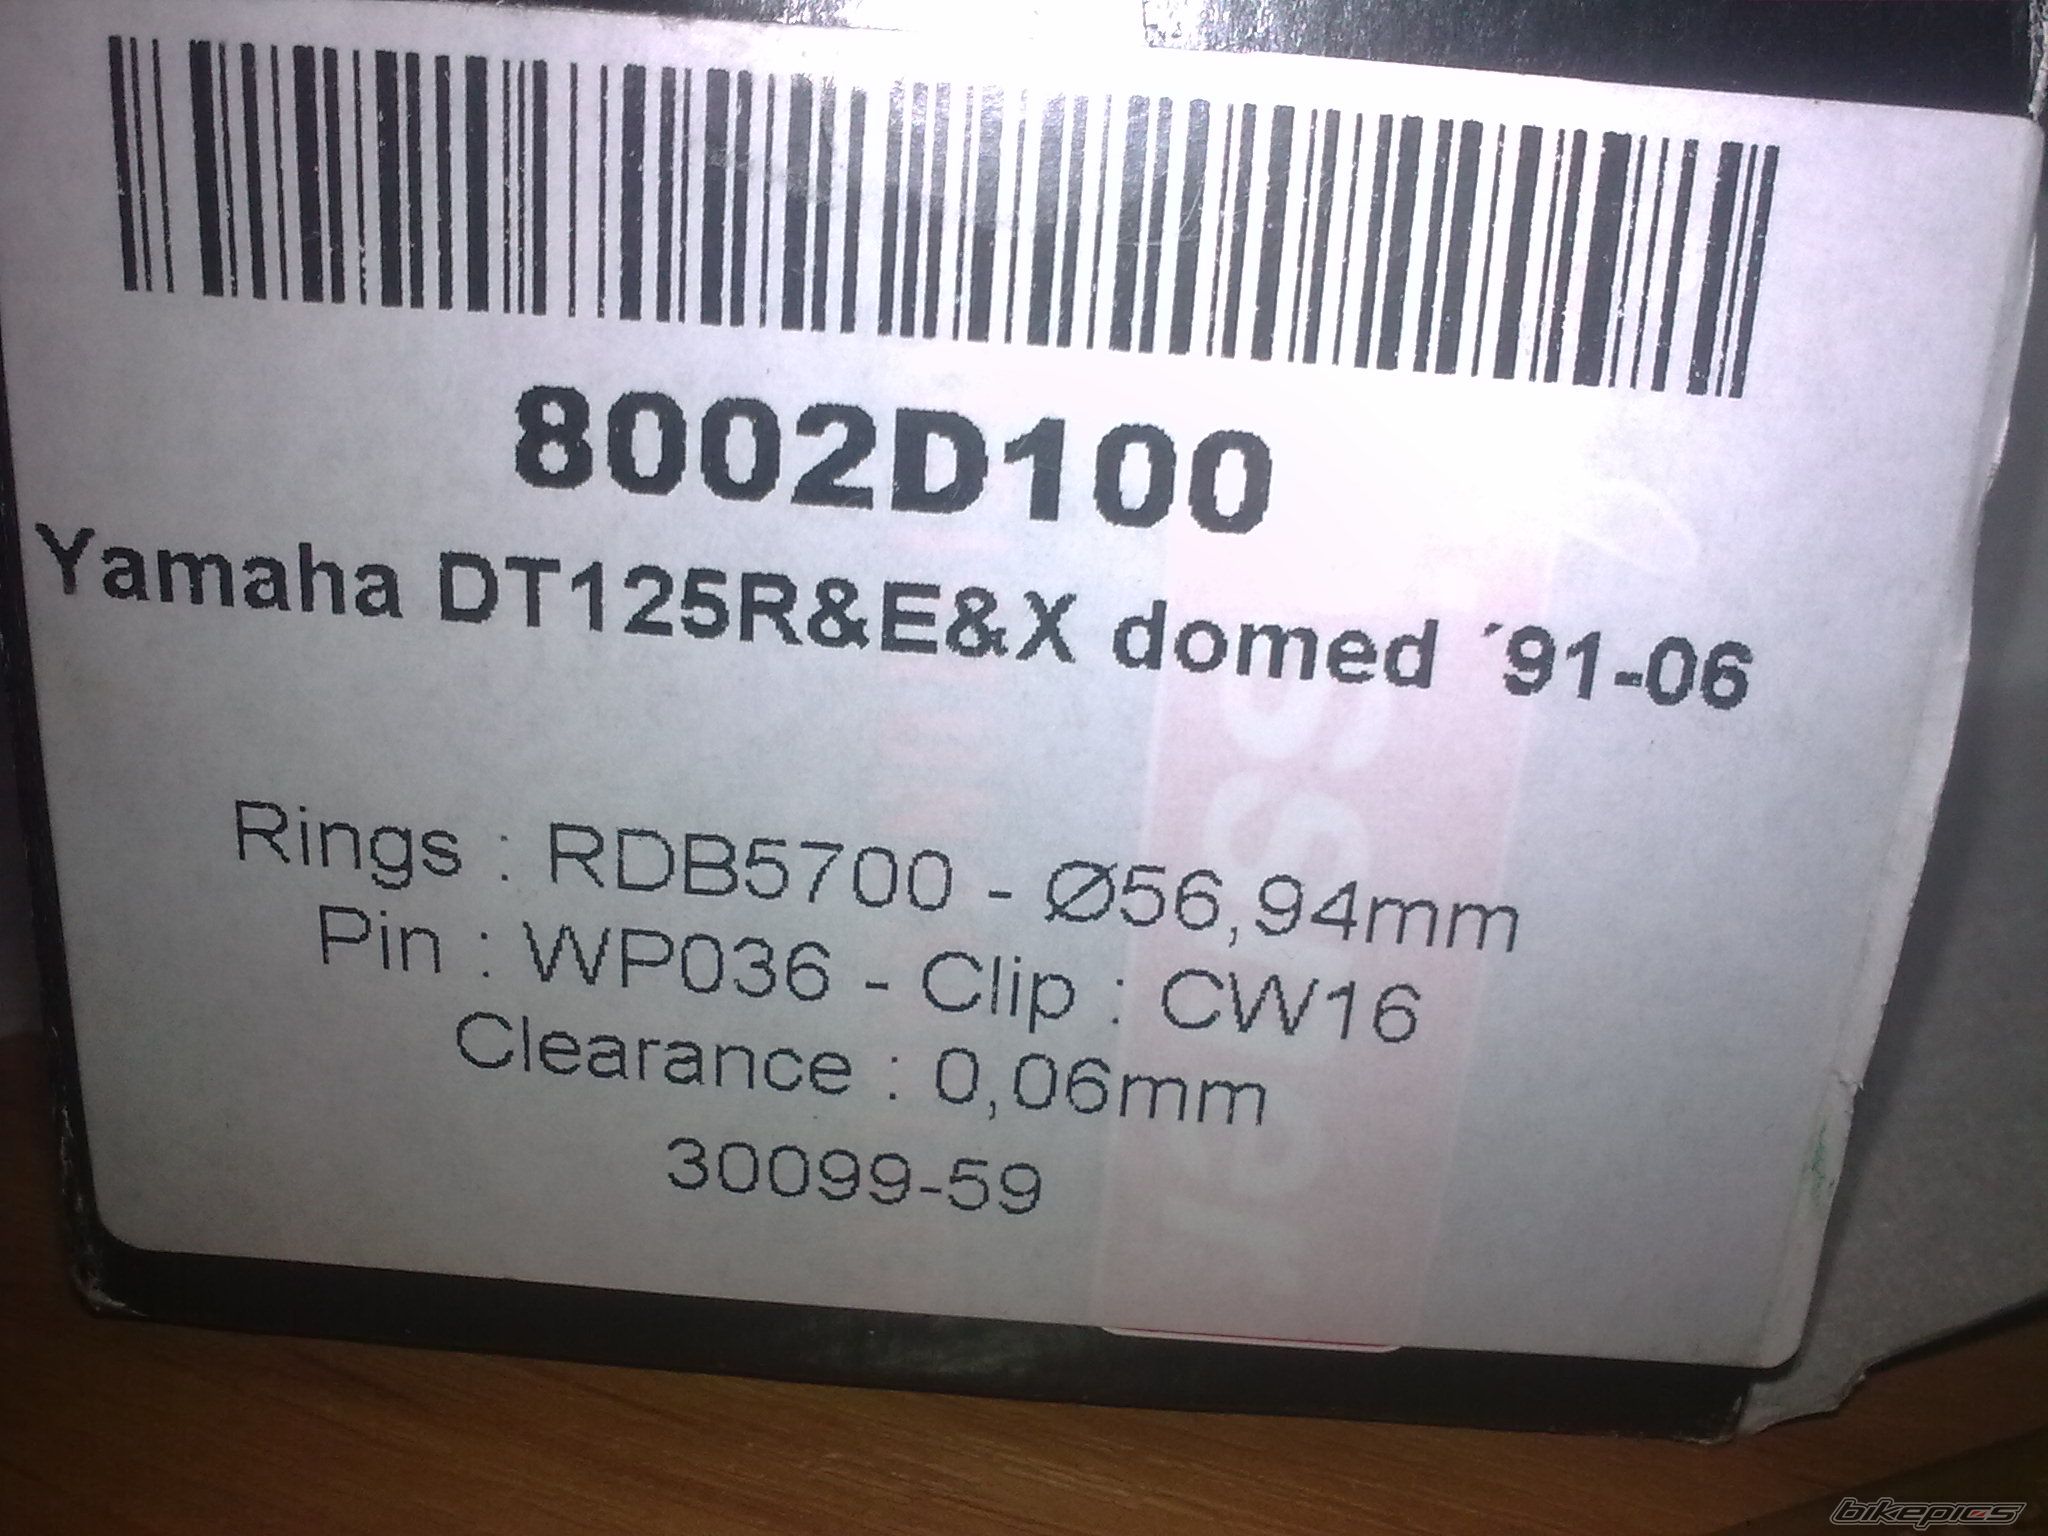 8002D100
Yamaha DT125R&E&X domed ´91-06
Rings : RDB5700 - Ø56,94mm
Pin : WP036 - Clip : CW16
Clearance : 0,06mm
30099-59
bikepics